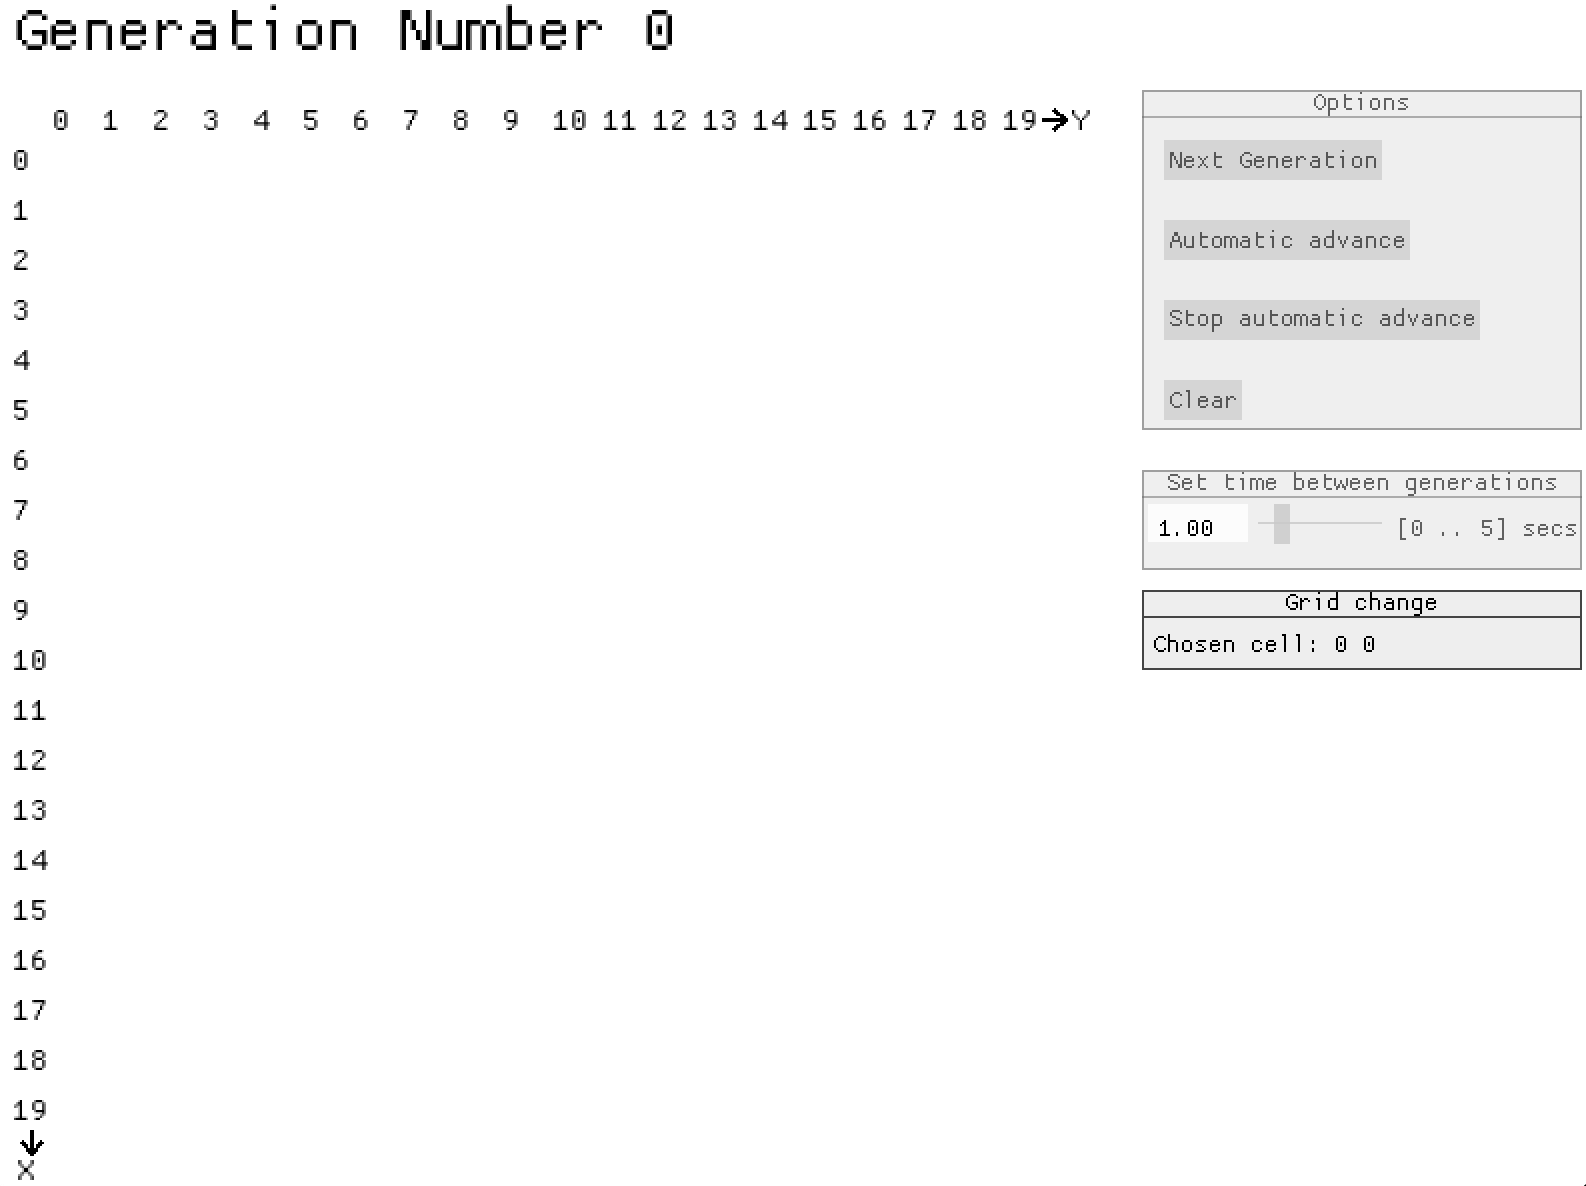 Generation Number 0
0 1 2 3 4 5 6 7 8 9 10 11 12 13 14 15 16 17 18 19 → Y
0
1
2
3
4
5
6
7
8
9
10
11
12
13
14
15
16
17
18
19
↓
X
Options
Next Generation
Automatic advance
Stop automatic advance
Clear
Set time between generations
1.00 [0 .. 5] secs
Grid change
Chosen cell: 0 0